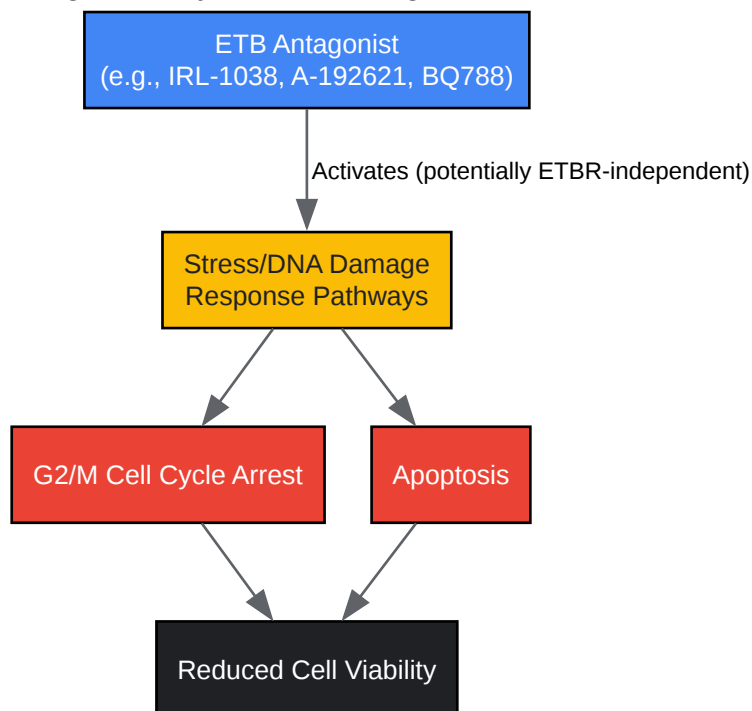 ETB Antagonist
(e.g., IRL-1038, A-192621, BQ788)
Activates (potentially ETBR-independent)
Stress/DNA Damage
Response Pathways
G2/M Cell Cycle Arrest
Apoptosis
Reduced Cell Viability